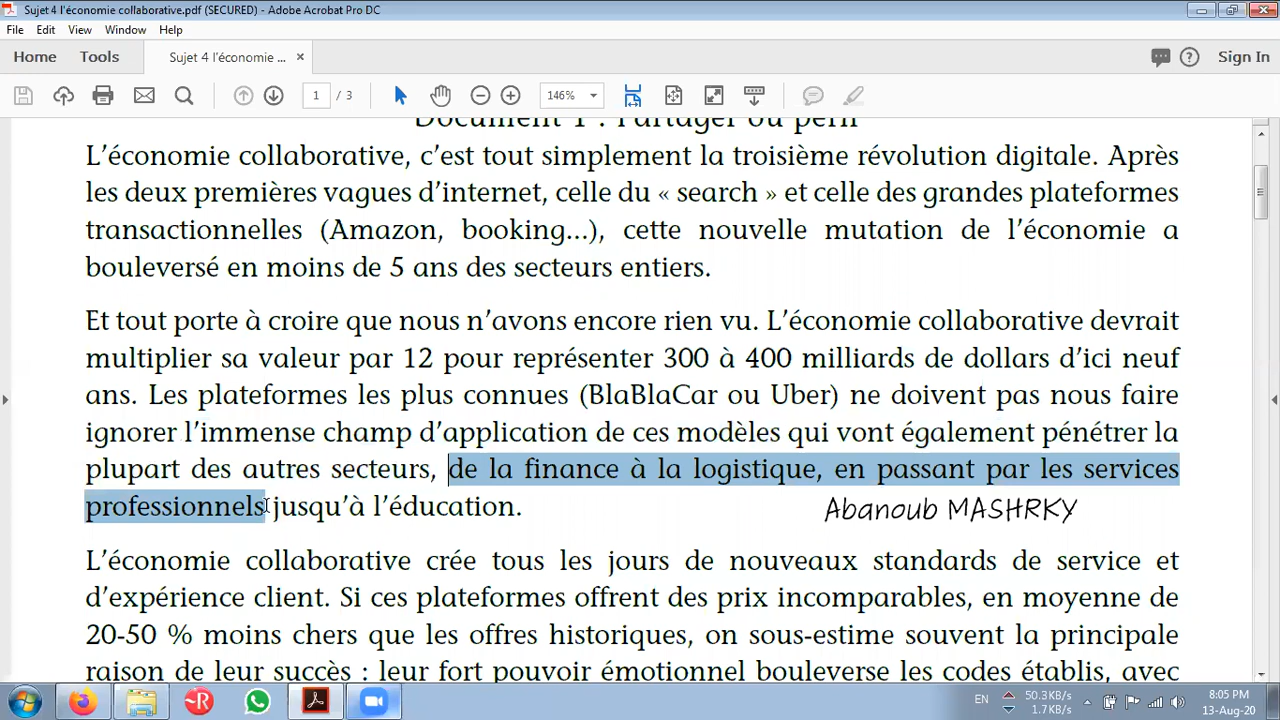 Sujet 4 l'économie collaborative.pdf (SECURED) - Adobe Acrobat Pro DC
File Edit View Window Help
Home Tools Sujet 4 l'économie ... × Sign In
1 / 3 146%
Document 1 : Partager ou périr
L'économie collaborative, c'est tout simplement la troisième révolution digitale. Après
les deux premières vagues d'internet, celle du « search » et celle des grandes plateformes
transactionnelles (Amazon, booking...), cette nouvelle mutation de l'économie a
bouleversé en moins de 5 ans des secteurs entiers.
Et tout porte à croire que nous n'avons encore rien vu. L'économie collaborative devrait
multiplier sa valeur par 12 pour représenter 300 à 400 milliards de dollars d'ici neuf
ans. Les plateformes les plus connues (BlaBlaCar ou Uber) ne doivent pas nous faire
ignorer l'immense champ d'application de ces modèles qui vont également pénétrer la
plupart des autres secteurs, de la finance à la logistique, en passant par les services
professionnels jusqu'à l'éducation.
Abanoub MASHRKY
L'économie collaborative crée tous les jours de nouveaux standards de service et
d'expérience client. Si ces plateformes offrent des prix incomparables, en moyenne de
20-50 % moins chers que les offres historiques, on sous-estime souvent la principale
raison de leur succès : leur fort pouvoir émotionnel bouleverse les codes établis, avec
EN 50.3KB/s 8:05 PM
1.7KB/s 13-Aug-20